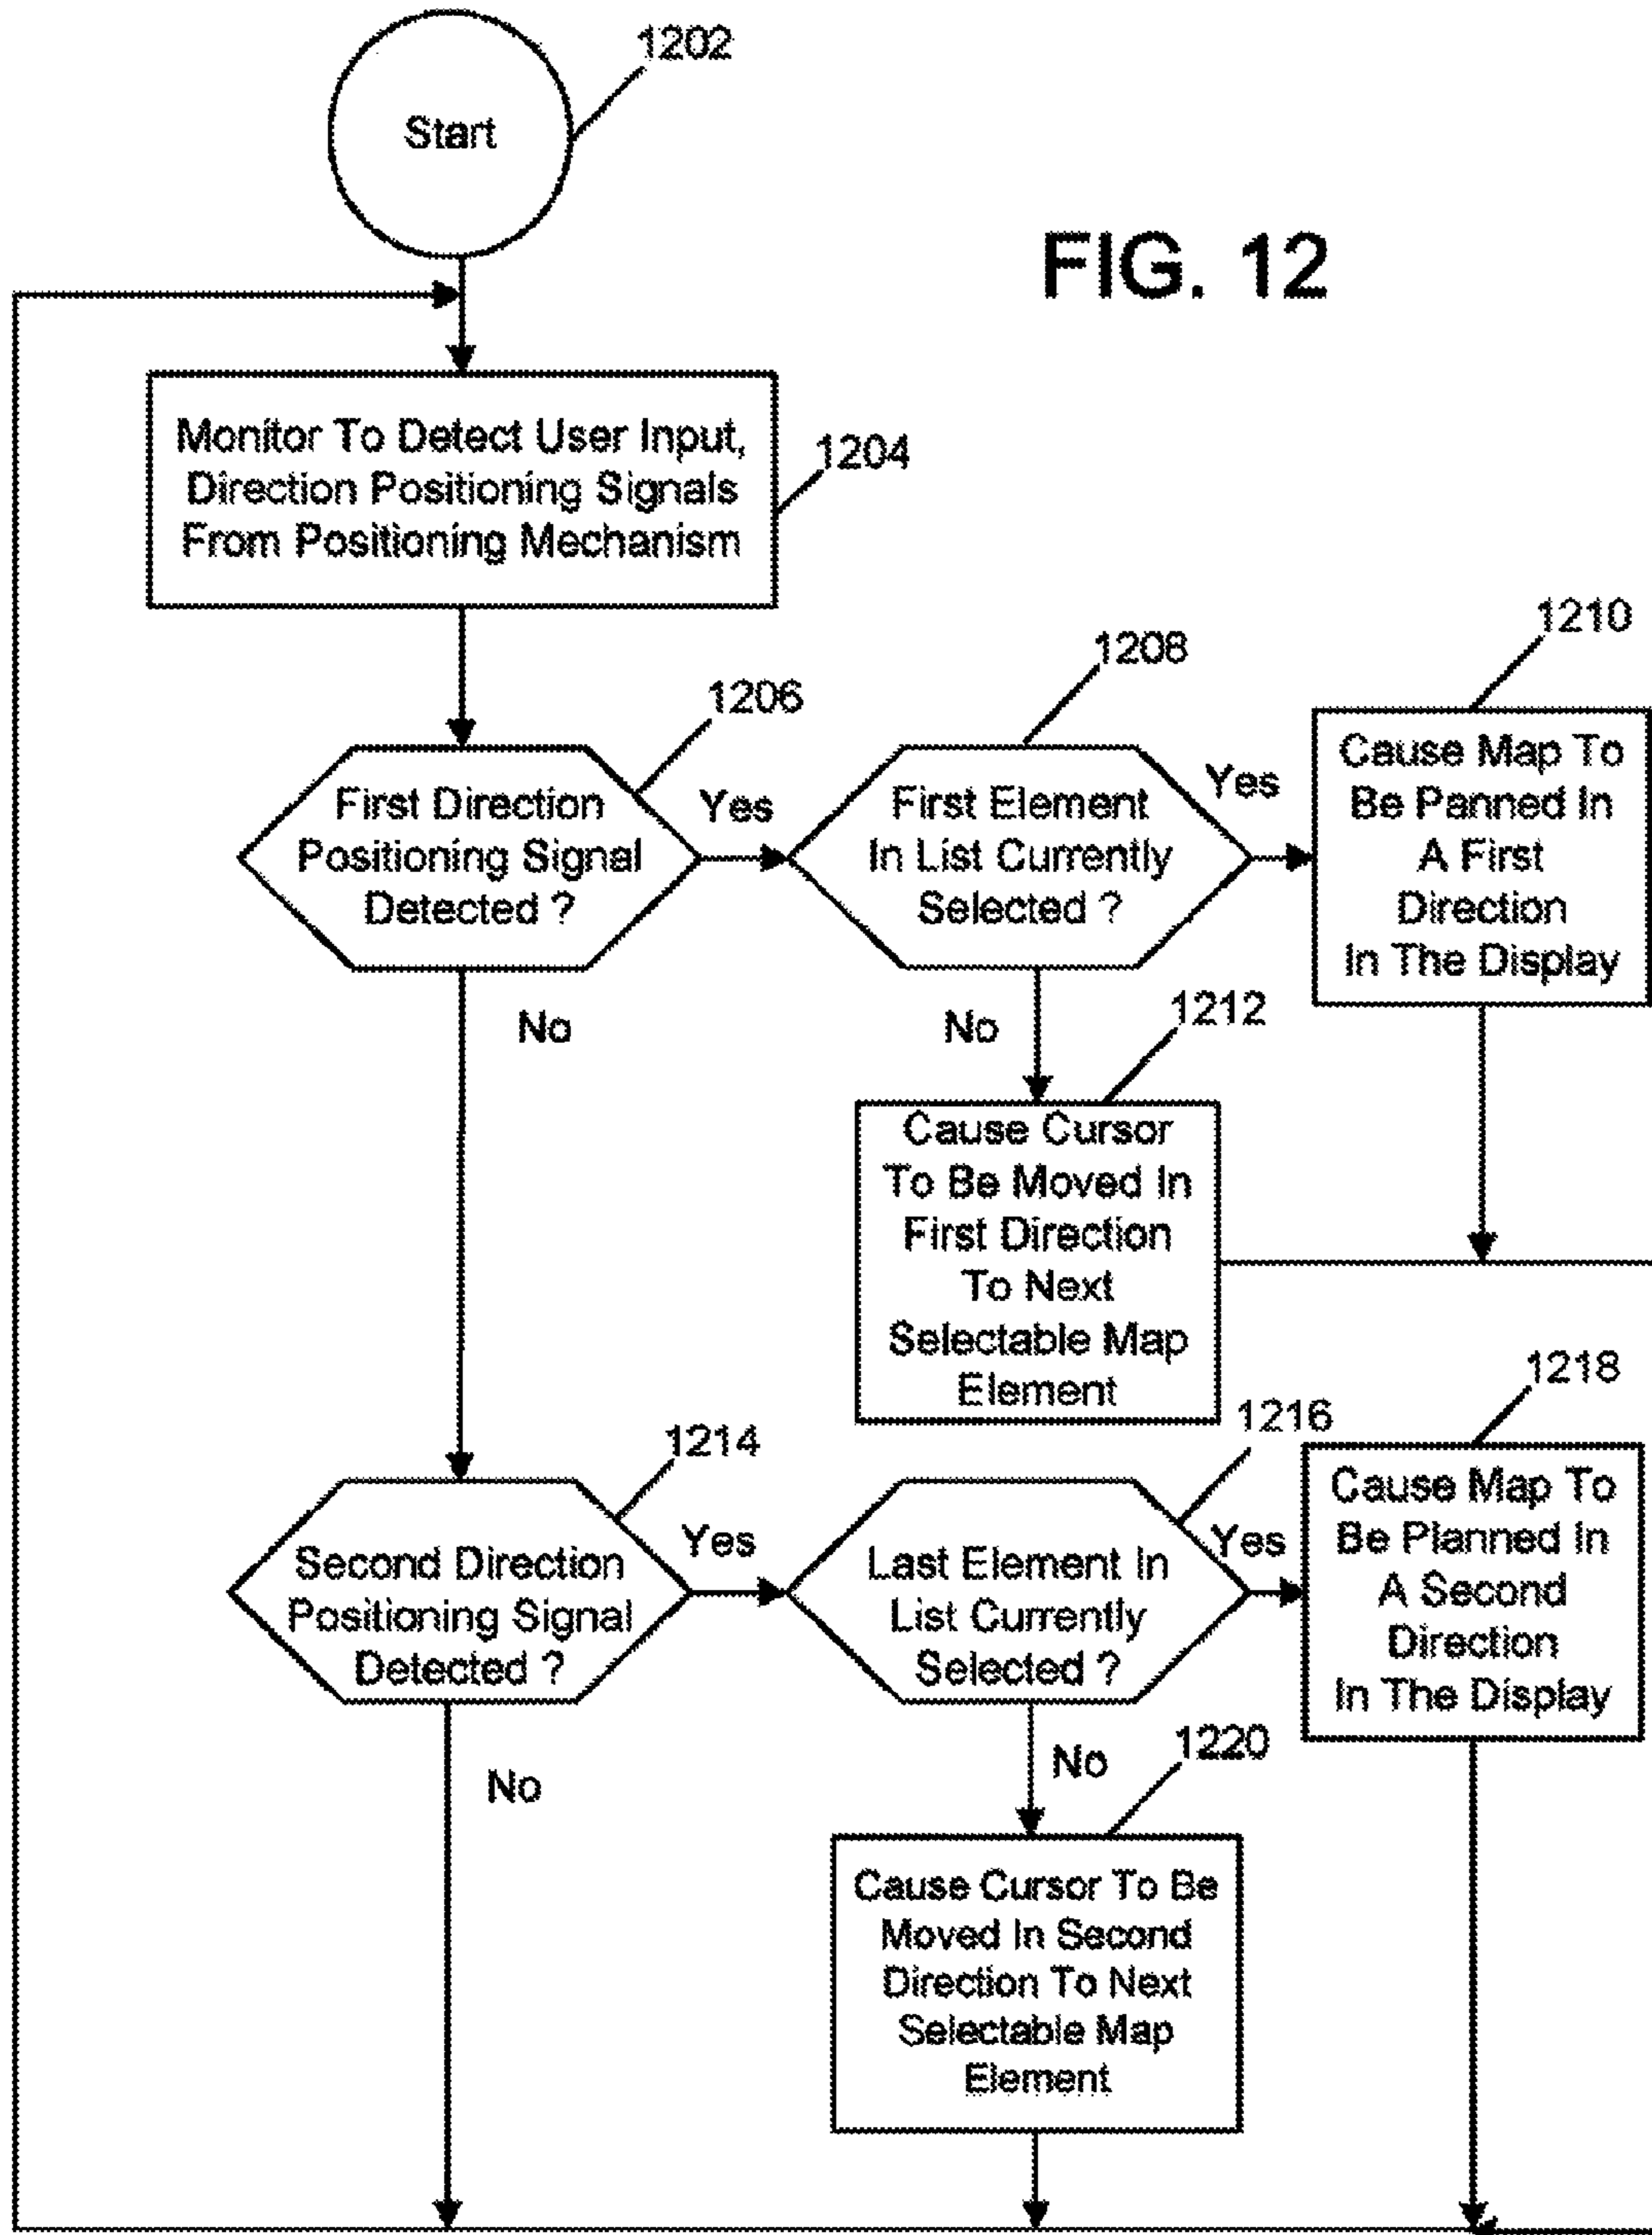 1202
Start
FIG. 12
Monitor To Detect User Input,
Direction Positioning Signals
From Positioning Mechanism
1204
1206
First Direction
Positioning Signal
Detected ?
Yes
No
1208
First Element
In List Currently
Selected ?
Yes
No
1210
Cause Map To
Be Panned In
A First
Direction
In The Display
1212
Cause Cursor
To Be Moved In
First Direction
To Next
Selectable Map
Element
1214
Second Direction
Positioning Signal
Detected ?
Yes
No
1216
Last Element In
List Currently
Selected ?
Yes
No
1218
Cause Map To
Be Planned In
A Second
Direction
In The Display
1220
Cause Cursor To Be
Moved In Second
Direction To Next
Selectable Map
Element